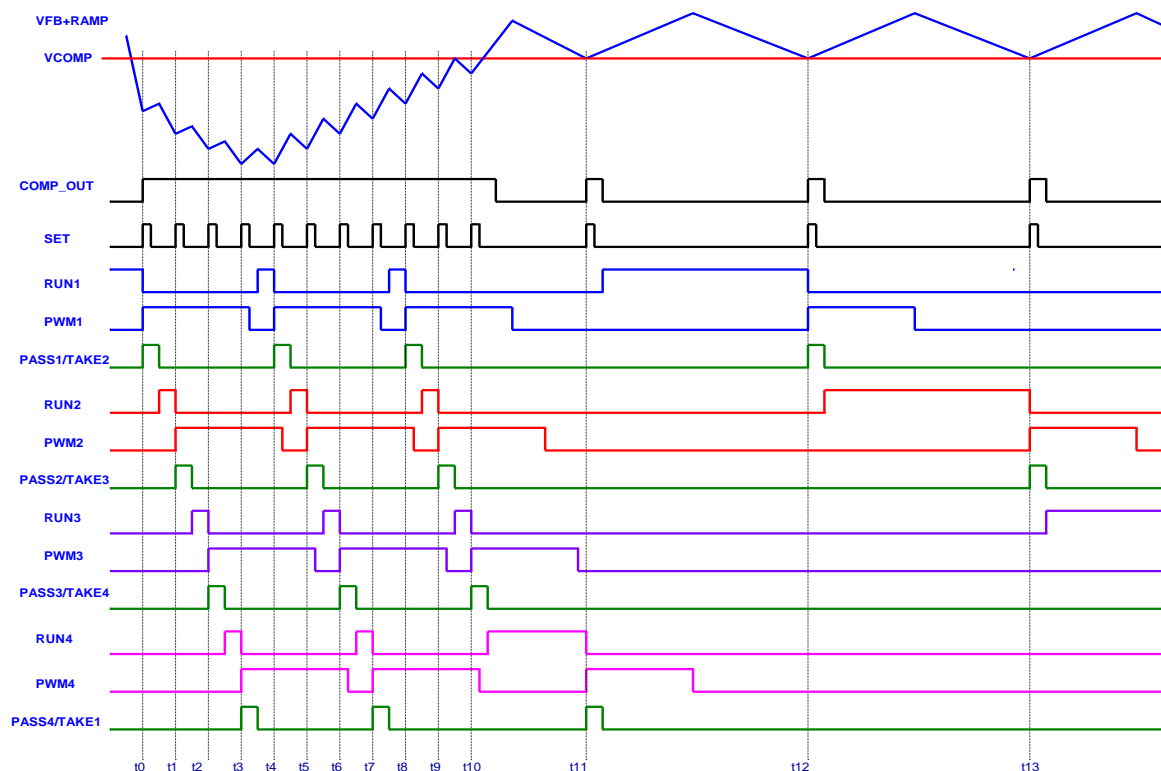 VFB+RAMP
VCOMP
COMP_OUT
SET
RUN1
PWM1
PASS1/TAKE2
RUN2
PWM2
PASS2/TAKE3
RUN3
PWM3
PASS3/TAKE4
RUN4
PWM4
PASS4/TAKE1
t0 t1 t2 t3 t4 t5 t6 t7 t8 t9 t10 t11 t12 t13